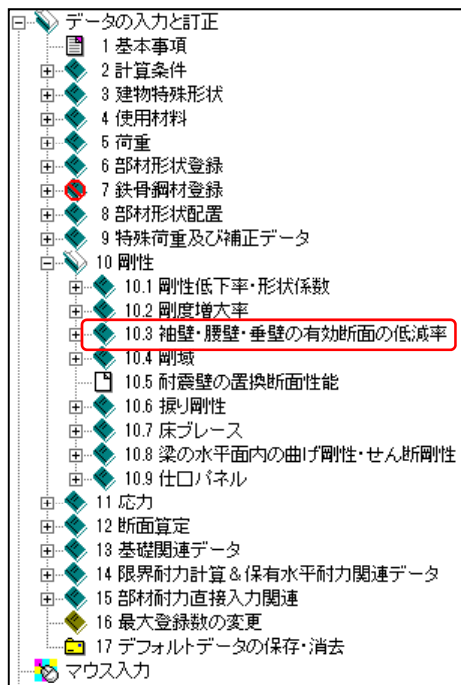 データの入力と訂正
1 基本事項
2 計算条件
3 建物特殊形状
4 使用材料
5 荷重
6 部材形状登録
7 鉄骨鋼材登録
8 部材形状配置
9 特殊荷重及び補正データ
10 剛性
10.1 剛性低下率・形状係数
10.2 剛度増大率
10.3 袖壁・腰壁・垂壁の有効断面の低減率
10.4 剛域
10.5 耐震壁の置換断面性能
10.6 捩り剛性
10.7 床ブレース
10.8 梁の水平面内の曲げ剛性・せん断剛性
10.9 仕口パネル
11 応力
12 断面算定
13 基礎関連データ
14 限界耐力計算&保有水平耐力関連データ
15 部材耐力直接入力関連
16 最大登録数の変更
17 デフォルトデータの保存・消去
マウス入力